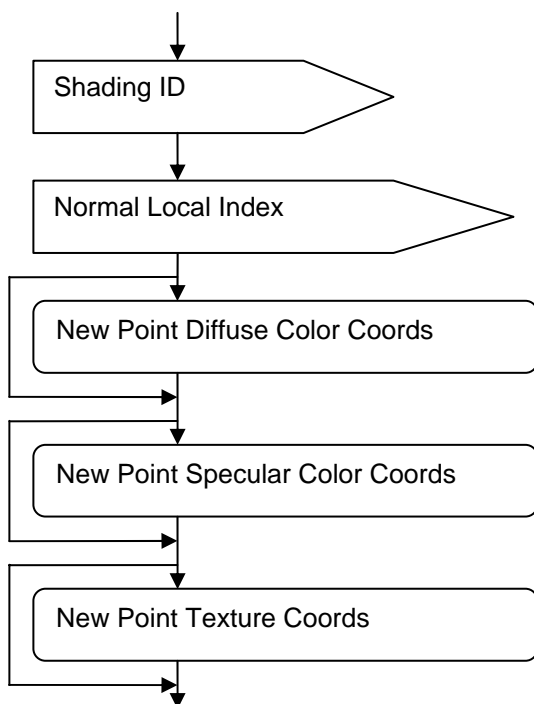 Shading ID
Normal Local Index
New Point Diffuse Color Coords
New Point Specular Color Coords
New Point Texture Coords